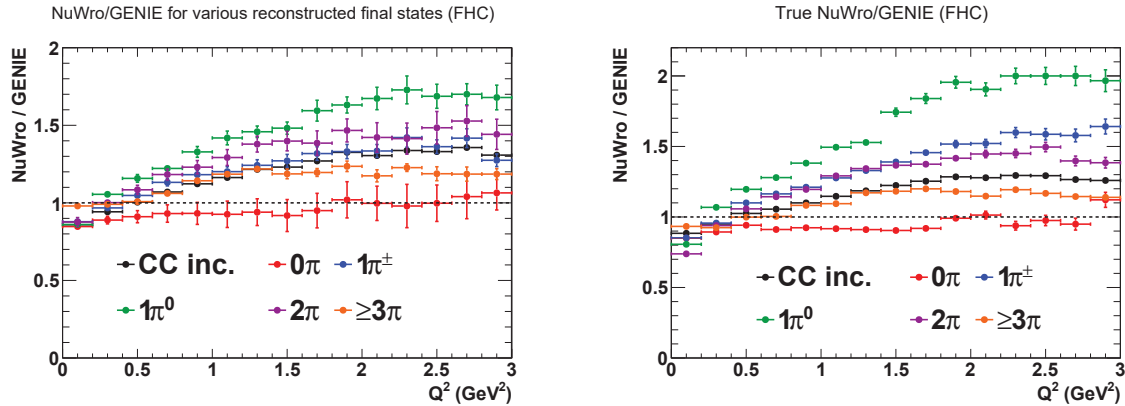 NuWro/GENIE for various reconstructed final states (FHC)
NuWro / GENIE
2
1.5
1
0.5
0
CC inc. 0π 1π±
1π⁰ 2π ≥3π
0 0.5 1 1.5 2 2.5 3
Q² (GeV²)
True NuWro/GENIE (FHC)
NuWro / GENIE
2
1.5
1
0.5
0
CC inc. 0π 1π±
1π⁰ 2π ≥3π
0 0.5 1 1.5 2 2.5 3
Q² (GeV²)